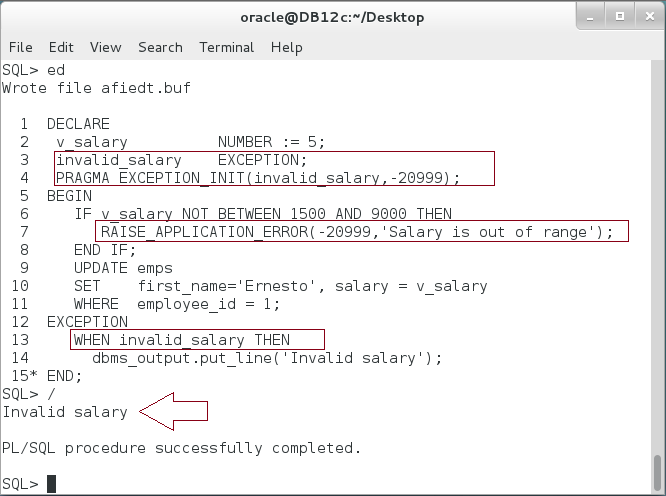 oracle@DB12c:~/Desktop
File Edit View Search Terminal Help
SQL> ed
Wrote file afiedt.buf
1 DECLARE
2 v_salary NUMBER := 5;
3 invalid_salary EXCEPTION;
4 PRAGMA EXCEPTION_INIT(invalid_salary,-20999);
5 BEGIN
6 IF v_salary NOT BETWEEN 1500 AND 9000 THEN
7 RAISE_APPLICATION_ERROR(-20999,'Salary is out of range');
8 END IF;
9 UPDATE emps
10 SET first_name='Ernesto', salary = v_salary
11 WHERE employee_id = 1;
12 EXCEPTION
13 WHEN invalid_salary THEN
14 dbms_output.put_line('Invalid salary');
15* END;
SQL> /
Invalid salary
PL/SQL procedure successfully completed.
SQL>